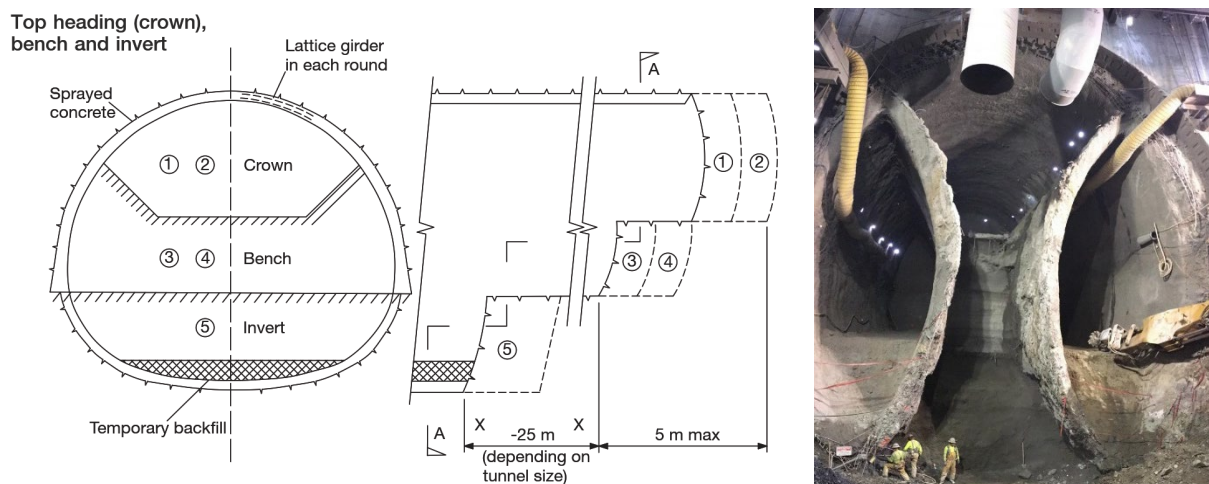 Top heading (crown),
bench and invert
Lattice girder
in each round
Sprayed
concrete
1 2 Crown
3 4 Bench
5 Invert
Temporary backfill
A
1 2
3 4
5
A
X X
-25 m
(depending on
tunnel size)
5 m max